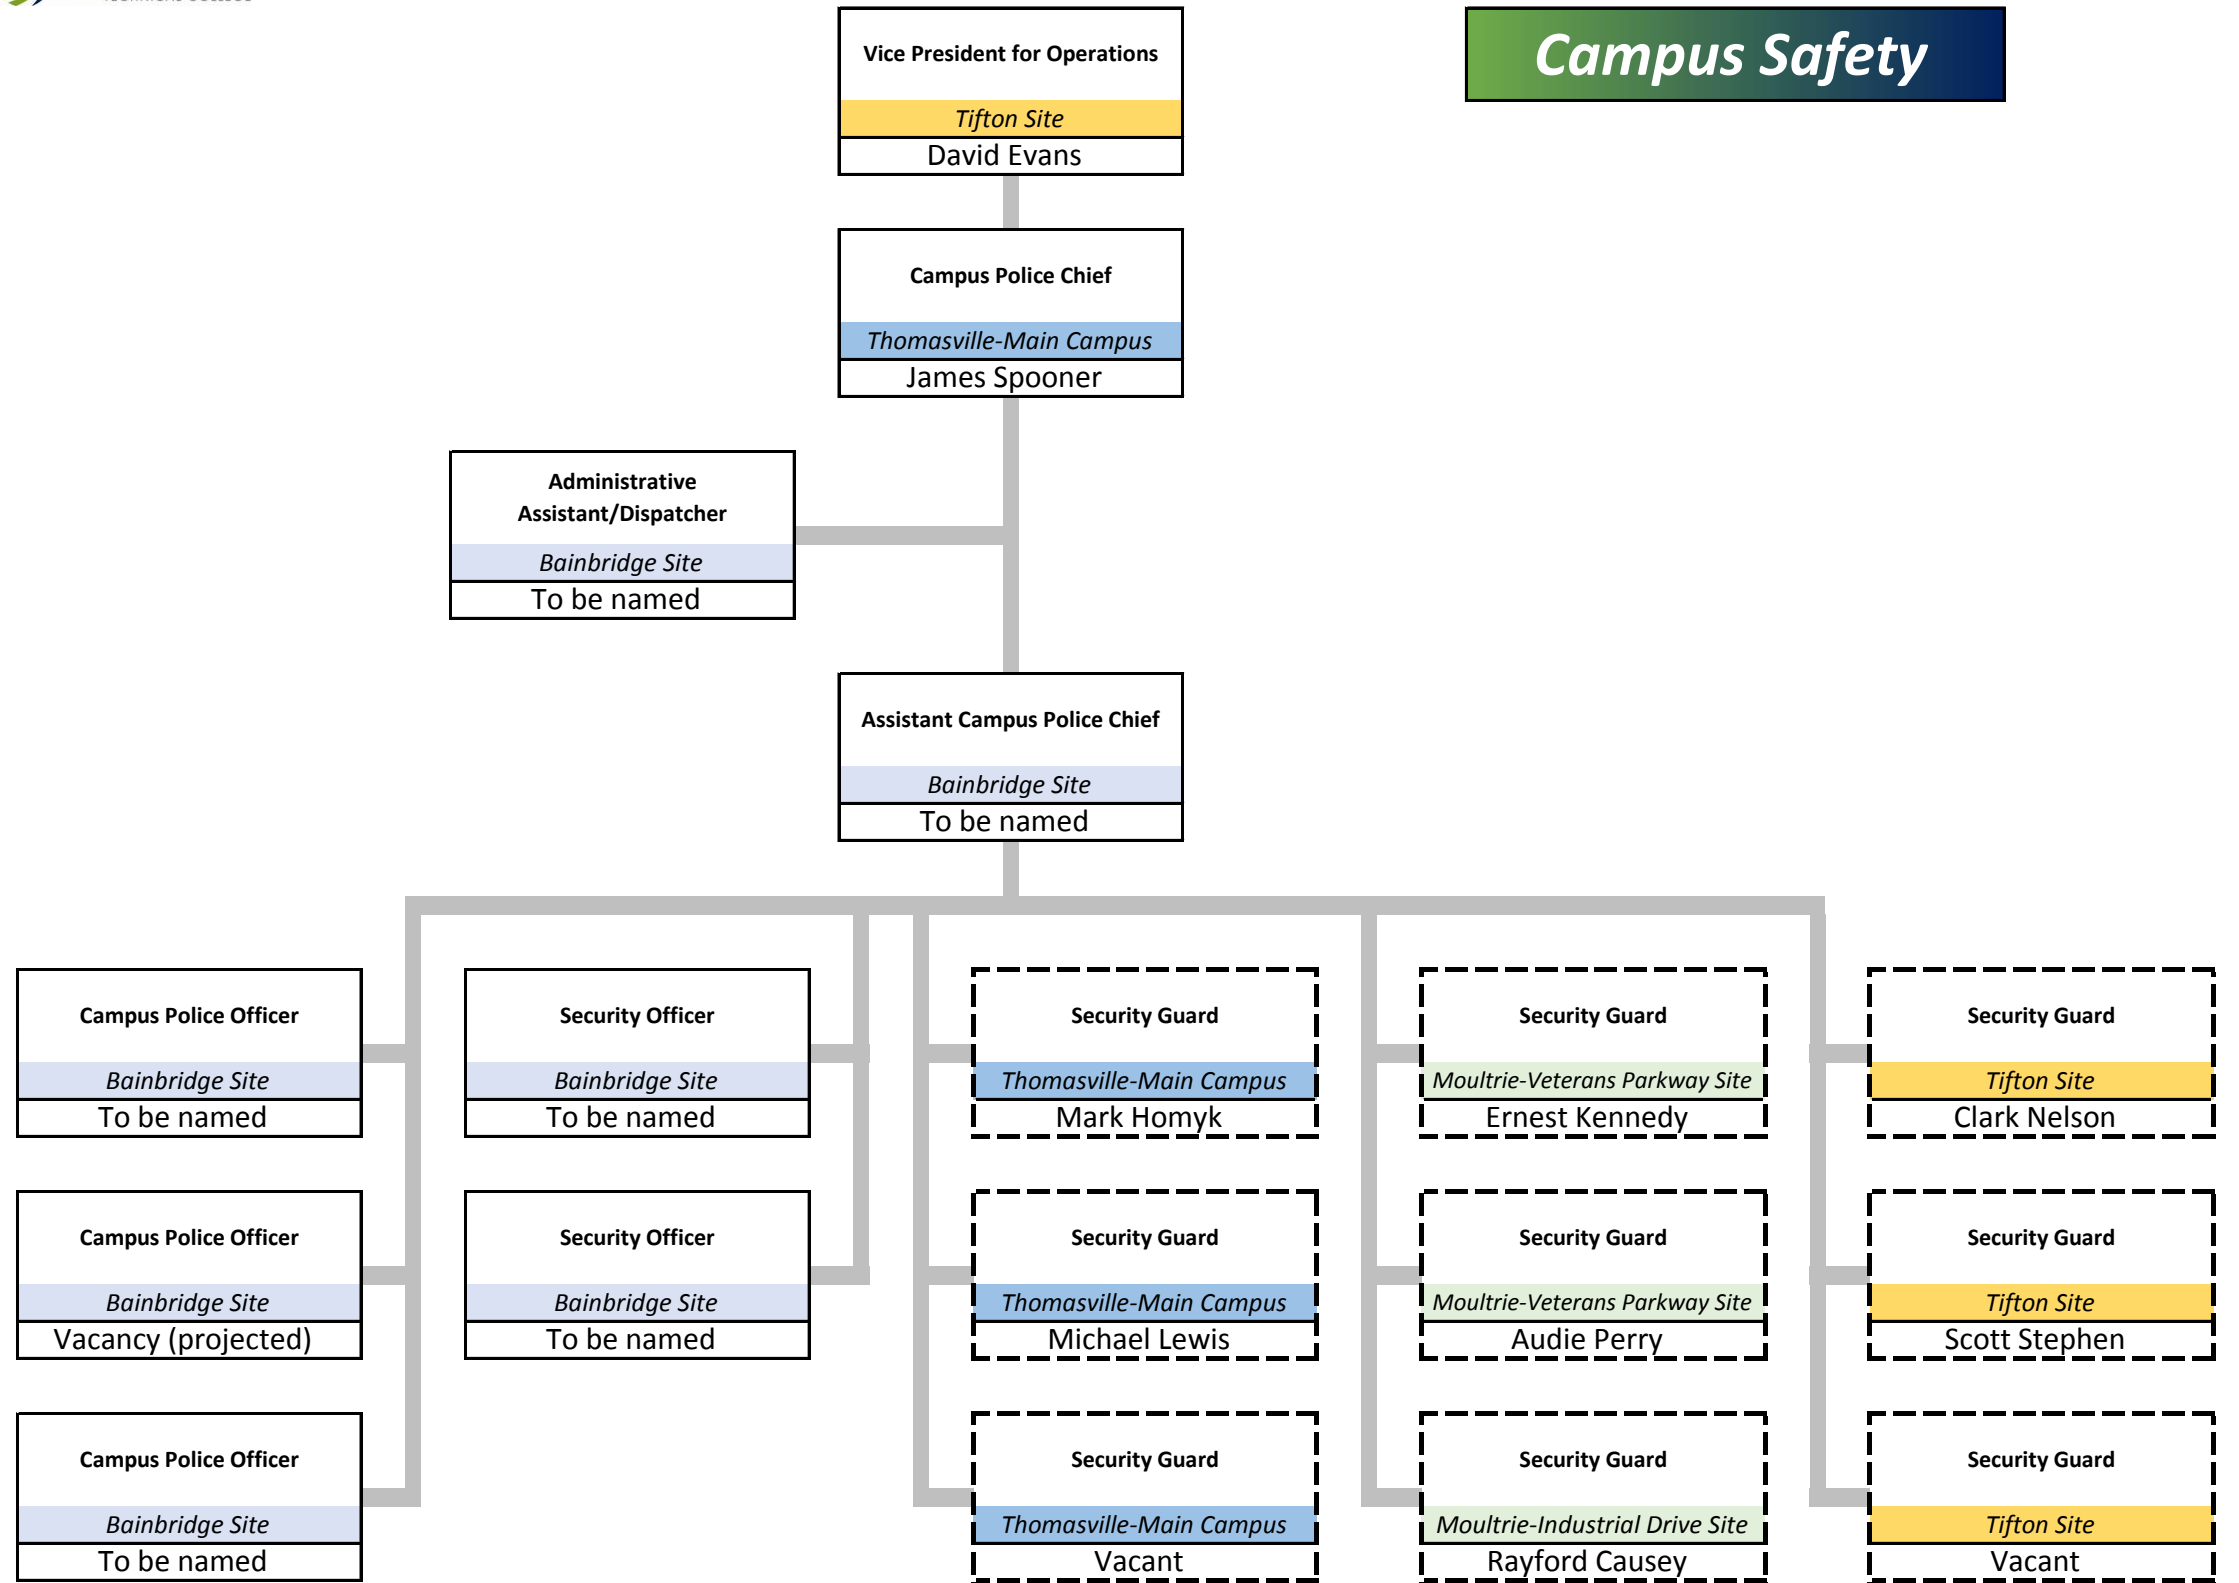 Vice President for Operations
Tifton Site
David Evans
Campus Safety
Campus Police Chief
Thomasville-Main Campus
James Spooner
Administrative
Assistant/Dispatcher
Bainbridge Site
To be named
Assistant Campus Police Chief
Bainbridge Site
To be named
Campus Police Officer
Bainbridge Site
To be named
Security Officer
Bainbridge Site
To be named
Security Guard
Thomasville-Main Campus
Mark Homyk
Security Guard
Moultrie-Veterans Parkway Site
Ernest Kennedy
Security Guard
Tifton Site
Clark Nelson
Campus Police Officer
Bainbridge Site
Vacancy (projected)
Security Officer
Bainbridge Site
To be named
Security Guard
Thomasville-Main Campus
Michael Lewis
Security Guard
Moultrie-Veterans Parkway Site
Audie Perry
Security Guard
Tifton Site
Scott Stephen
Campus Police Officer
Bainbridge Site
To be named
Security Guard
Thomasville-Main Campus
Vacant
Security Guard
Moultrie-Industrial Drive Site
Rayford Causey
Security Guard
Tifton Site
Vacant